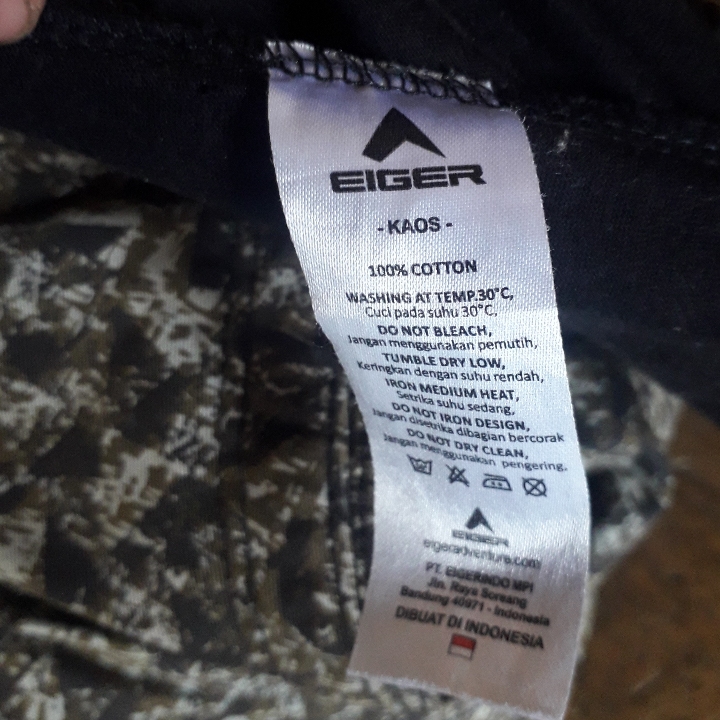 EIGER
- KAOS -
100% COTTON
WASHING AT TEMP.30°C,
Cuci pada suhu 30°C,
DO NOT BLEACH,
Jangan menggunakan pemutih,
TUMBLE DRY LOW,
Keringkan dengan suhu rendah,
IRON MEDIUM HEAT,
Setrika suhu sedang,
DO NOT IRON DESIGN,
Jangan disetrika dibagian bercorak
DO NOT DRY CLEAN,
Jangan menggunakan pengering.
EIGER
eigeradventure.com
PT. EIGERINDO MPI
Jln. Raya Soreang
Bandung 40971 - Indonesia
DIBUAT DI INDONESIA